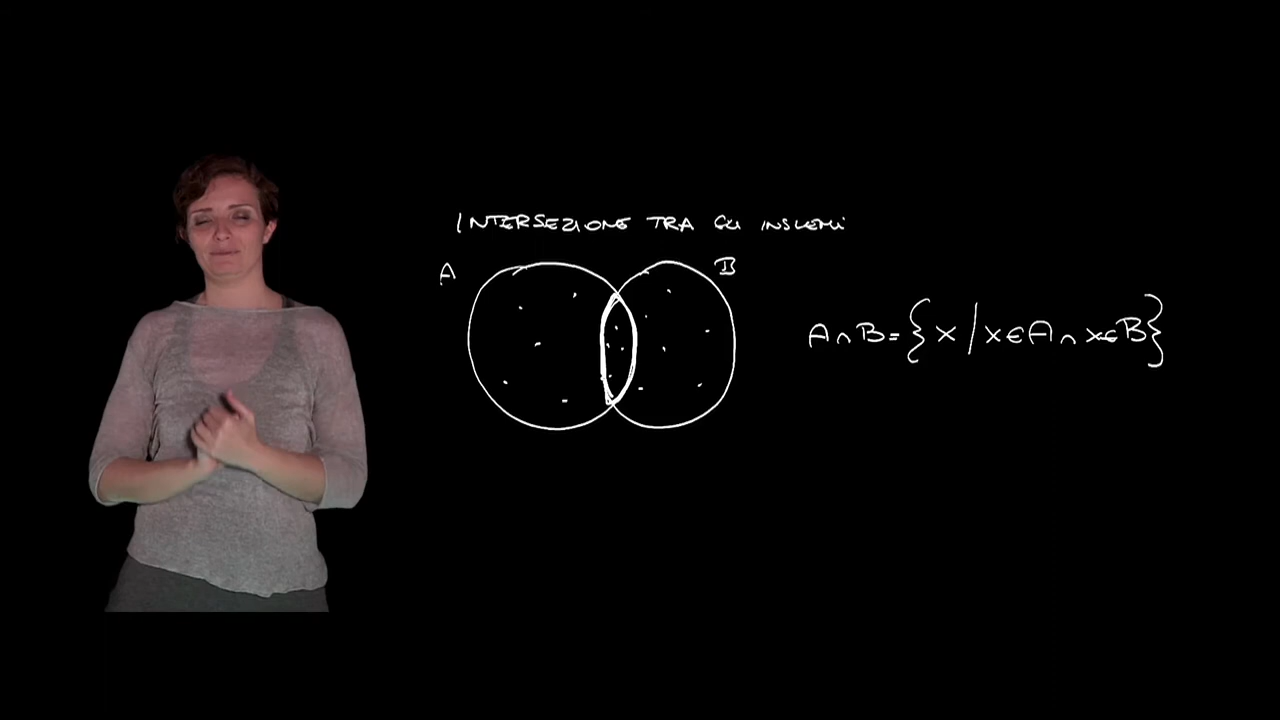 INTERSEZIONE TRA GLI INSIEMI
A B
A∩B={x/x∈A∩x∈B}